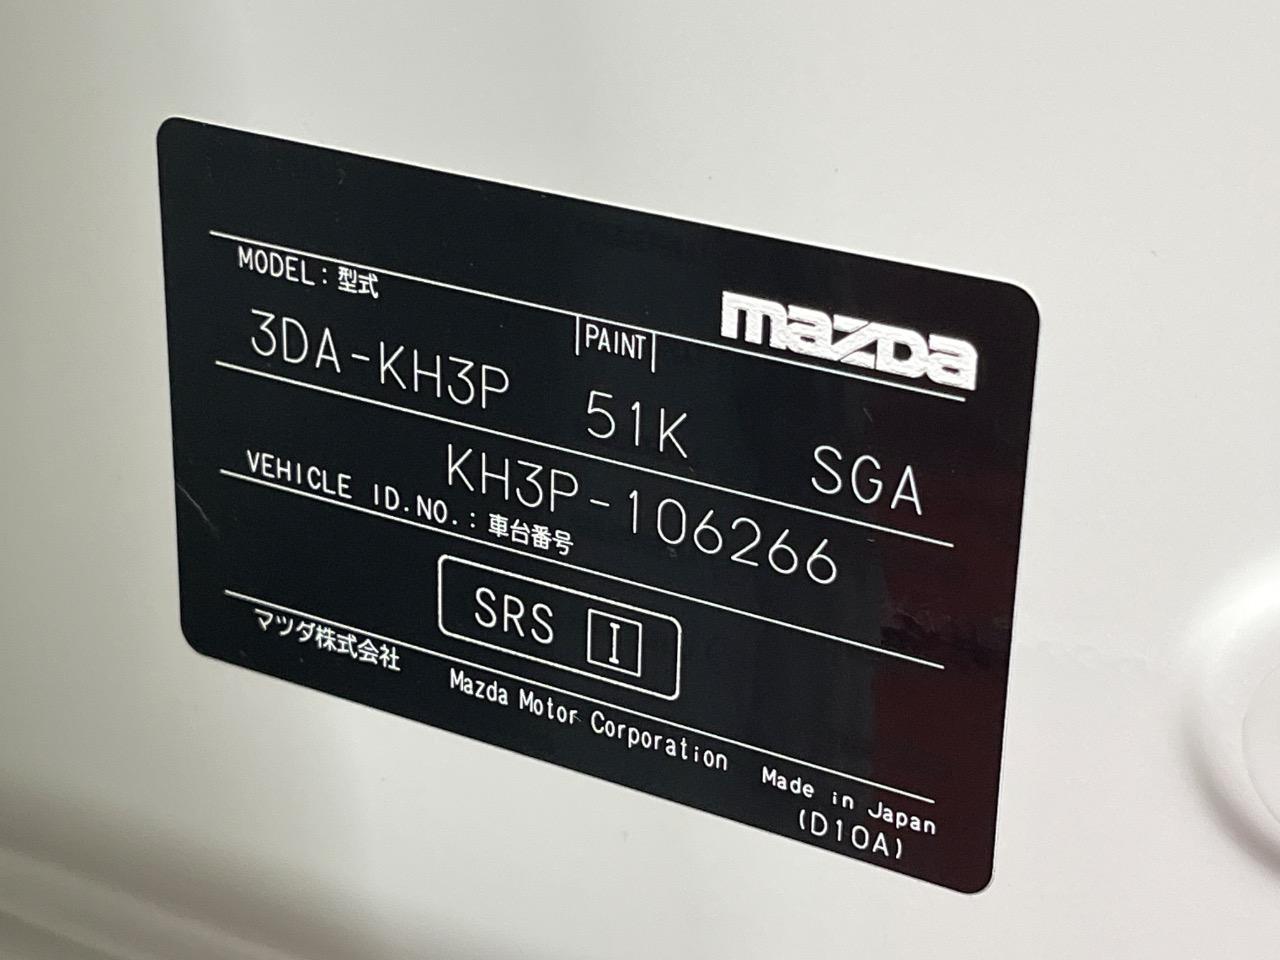 mazda
MODEL: 型式
PAINT
3DA-KH3P 51K SGA
KH3P-106266
VEHICLE ID.NO.: 車台番号
SRS I
マツダ株式会社 Mazda Motor Corporation Made in Japan
(D10A)